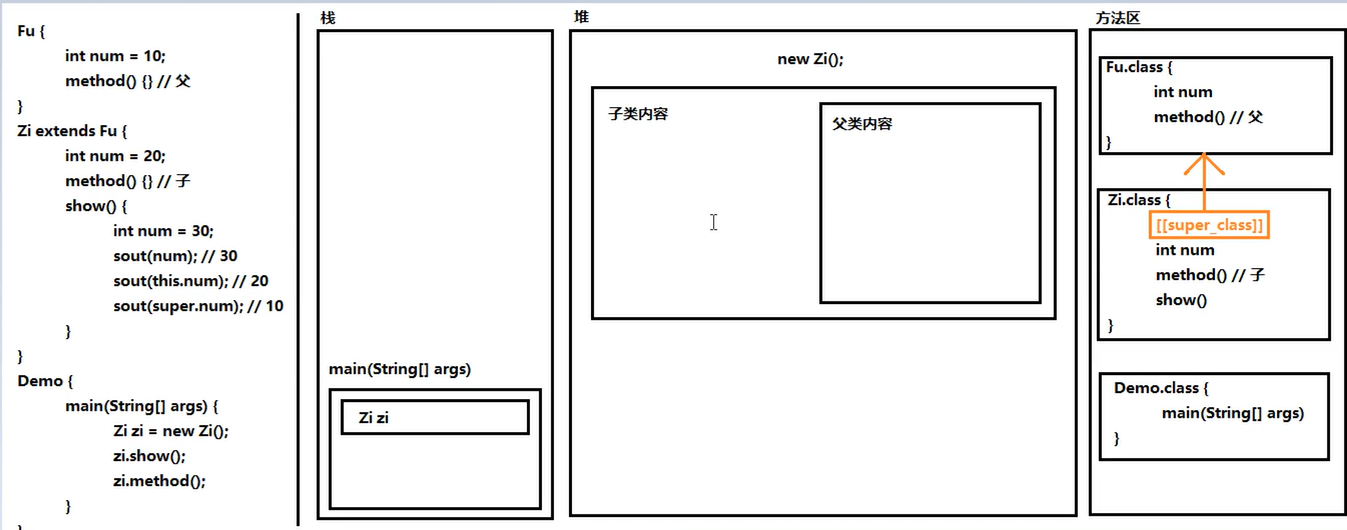 Fu {
int num = 10;
method() {} // 父
}
Zi extends Fu {
int num = 20;
method() {} // 子
show() {
int num = 30;
sout(num); // 30
sout(this.num); // 20
sout(super.num); // 10
}
}
Demo {
main(String[] args) {
Zi zi = new Zi();
zi.show();
zi.method();
}
栈
main(String[] args)
Zi zi
堆
new Zi();
子类内容
父类内容
方法区
Fu.class {
int num
method() // 父
}
Zi.class {
[[super_class]]
int num
method() // 子
show()
}
Demo.class {
main(String[] args)
}